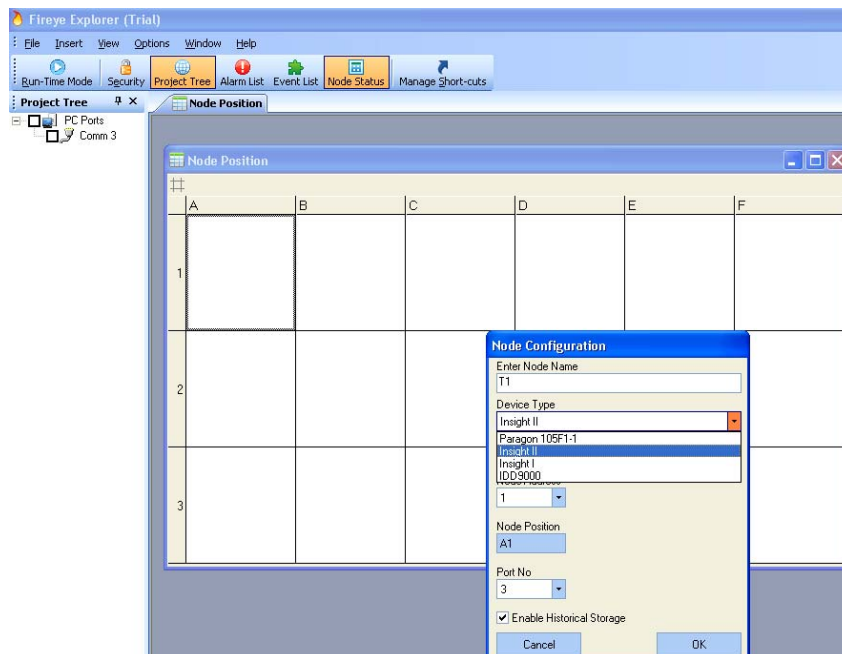 Fireye Explorer (Trial)
File Insert View Options Window Help
Run-Time Mode Security Project Tree Alarm List Event List Node Status Manage Short-cuts
Project Tree
Node Position
PC Ports
Comm 3
Node Position
A B C D E F
1
2
3
Node Configuration
Enter Node Name
T1
Device Type
Insight II
Paragon 105F1-1
Insight II
Insight I
IDD9000
Node Address
1
Node Position
A1
Port No
3
Enable Historical Storage
Cancel OK